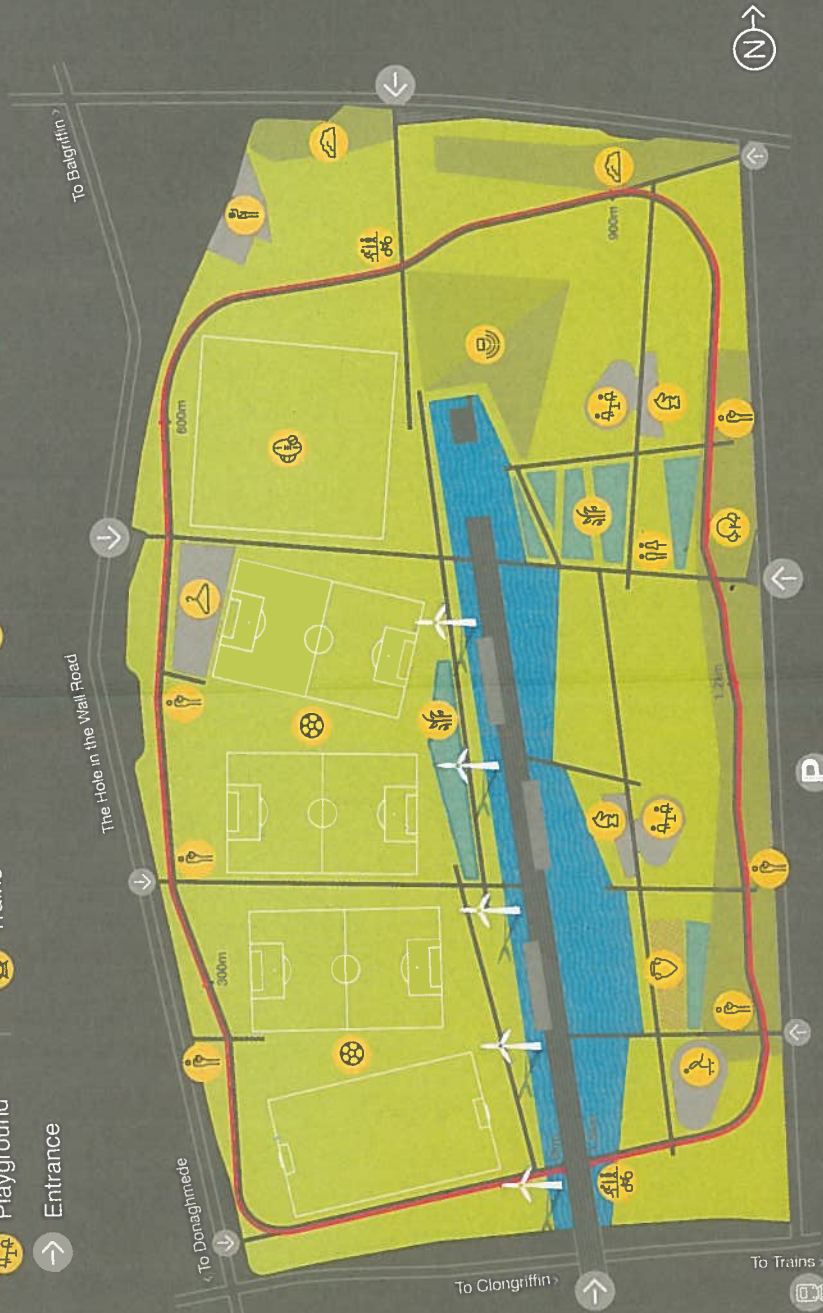 Playground
Entrance
To Balgriffin ›
N
The Hole in the Wall Road
600m
900m
300m
1.2km
P
‹ To Donaghmede
To Clongriffin ›
To Trains ›